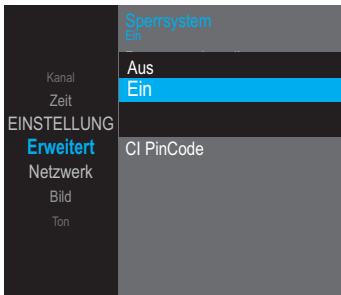 Sperrsystem
Ein
Aus
Ein
CI PinCode
Kanal
Zeit
EINSTELLUNG
Erweitert
Netzwerk
Bild
Ton